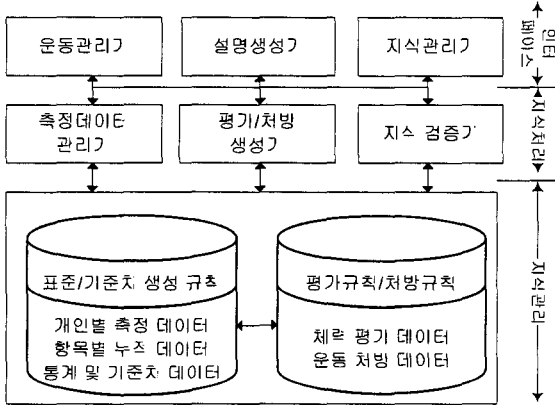 운동관리기
설명생성기
지식관리기
인터
페이스
측정데이터
관리기
평가/처방
생성기
지식 검증기
지식처리
표준/기준치 생성 규칙
개인별 측정 데이터
항목별 누적 데이터
통계 및 기준치 데이터
평가규칙/처방규칙
체력 평가 데이터
운동 처방 데이터
지식관리